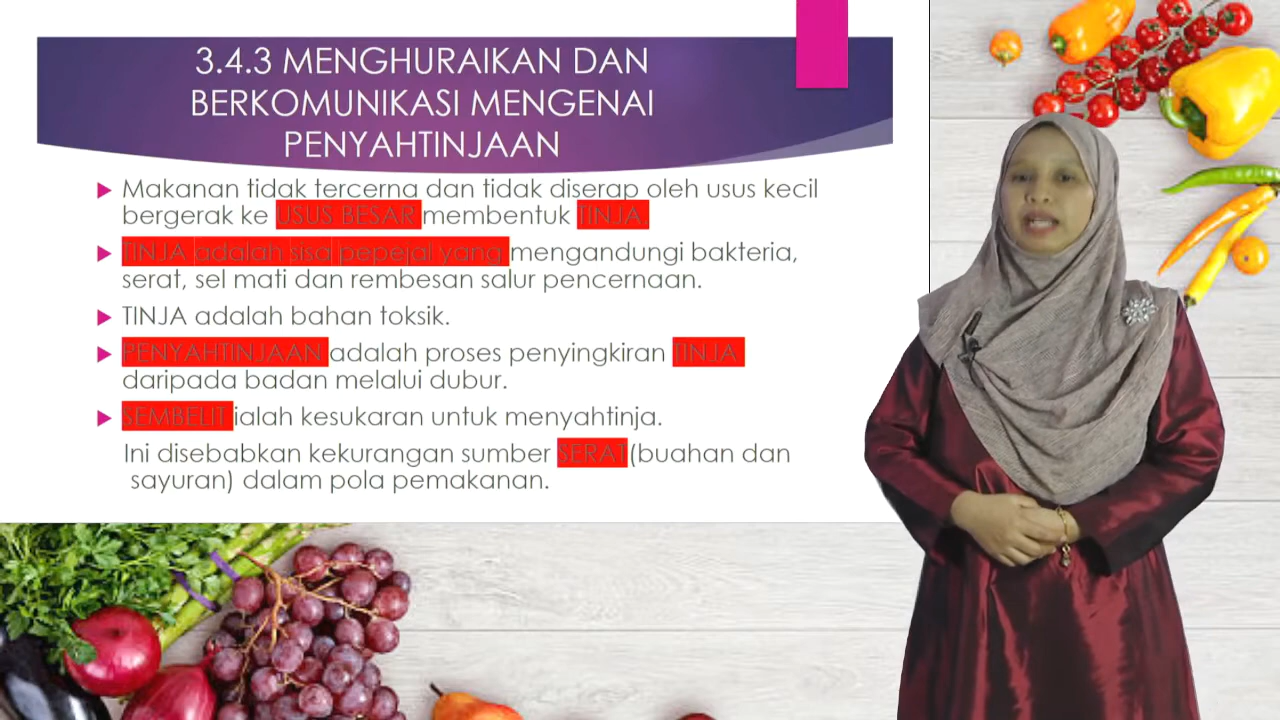 3.4.3 MENGHURAIKAN DAN
BERKOMUNIKASI MENGENAI
PENYAHTINJAAN
Makanan tidak tercerna dan tidak diserap oleh usus kecil
bergerak ke USUS BESAR membentuk TINJA.
TINJA adalah sisa pepejal yang mengandungi bakteria,
serat, sel mati dan rembesan salur pencernaan.
TINJA adalah bahan toksik.
PENYAHTINJAAN adalah proses penyingkiran TINJA
daripada badan melalui dubur.
SEMBELIT ialah kesukaran untuk menyahtinja.
Ini disebabkan kekurangan sumber SERAT(buahan dan
sayuran) dalam pola pemakanan.